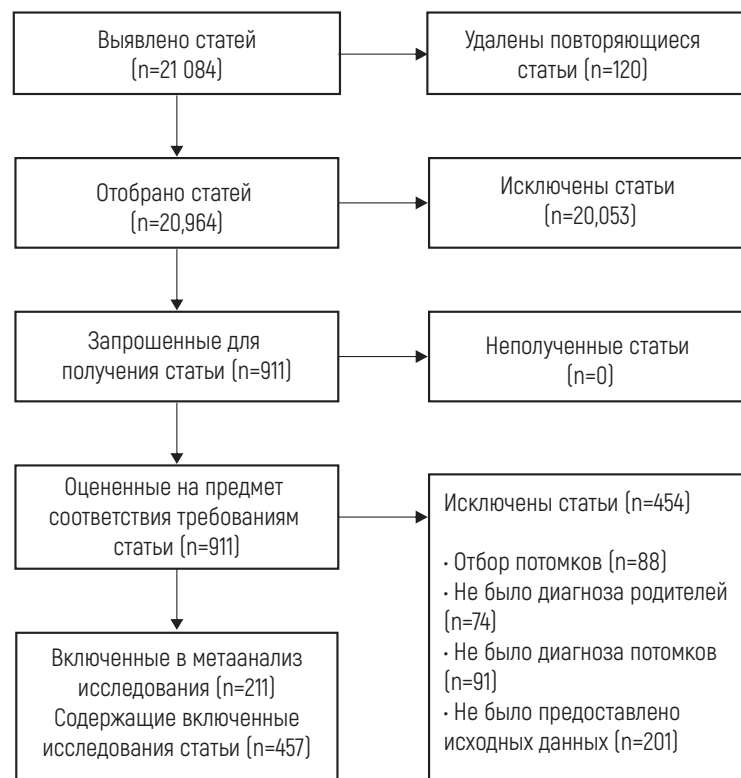 Выявлено статей
(n=21 084)
Удалены повторяющиеся
статьи (n=120)
Отобрано статей
(n=20,964)
Исключены статьи
(n=20,053)
Запрошенные для
получения статьи (n=911)
Неполученные статьи
(n=0)
Оцененные на предмет
соответствия требованиям
статьи (n=911)
Исключены статьи (n=454)
· Отбор потомков (n=88)
· Не было диагноза родителей
(n=74)
· Не было диагноза потомков
(n=91)
· Не было предоставлено
исходных данных (n=201)
Включенные в метаанализ
исследования (n=211)
Содержащие включенные
исследования статьи (n=457)